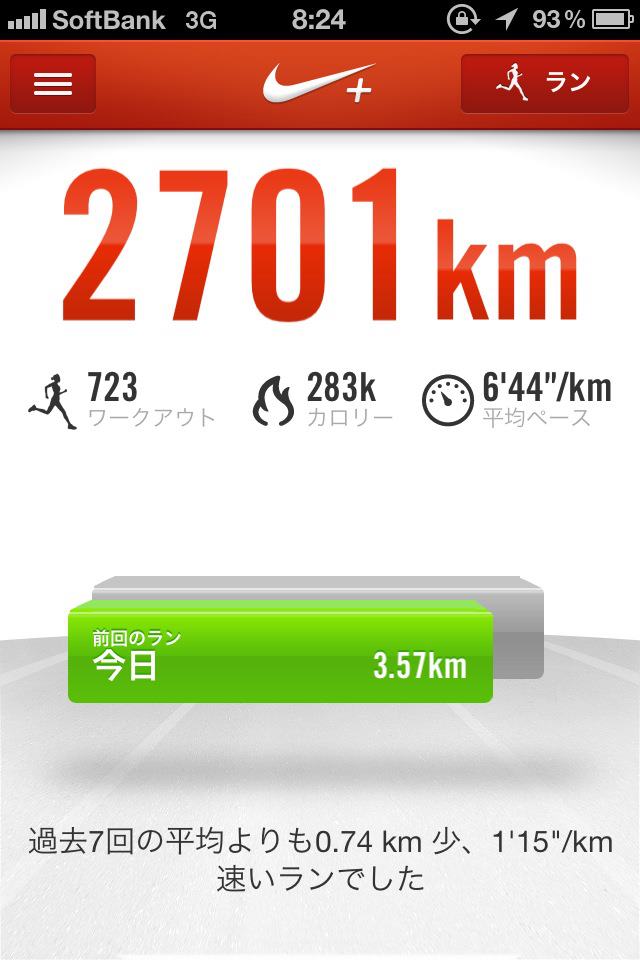 SoftBank 3G 8:24 93%
ラン
2701km
723 283k 6'44"/km
ワークアウト カロリー 平均ペース
前回のラン
今日 3.57km
過去7回の平均よりも0.74 km 少、1'15"/km
速いランでした